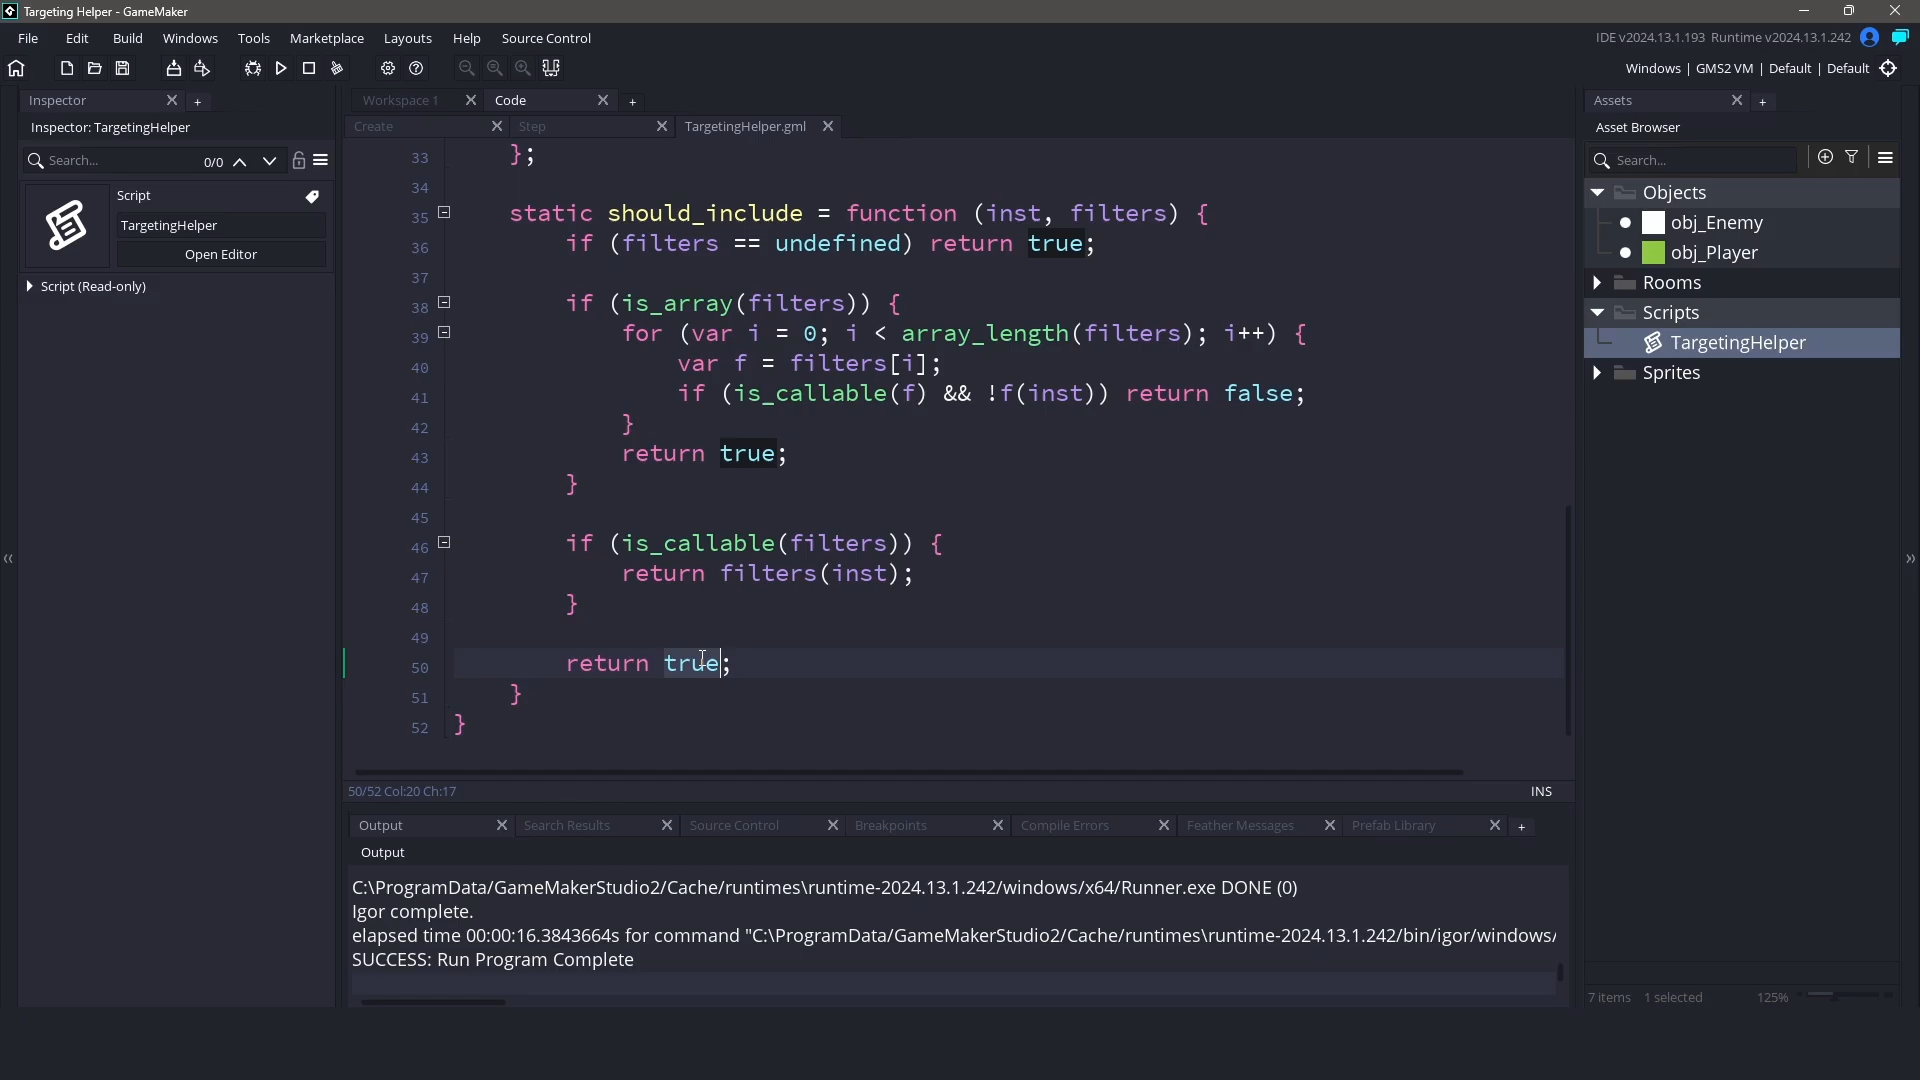 Targeting Helper - GameMaker
File Edit Build Windows Tools Marketplace Layouts Help Source Control
IDE v2024.13.1.193 Runtime v2024.13.1.242
Windows | GMS2 VM | Default | Default
Inspector
Inspector: TargetingHelper
Search... 0/0
Script
TargetingHelper
Open Editor
Script (Read-only)
Workspace 1 Code
Create Step TargetingHelper.gml
33 };
34
35 static should_include = function (inst, filters) {
36 if (filters == undefined) return true;
37
38 if (is_array(filters)) {
39 for (var i = 0; i < array_length(filters); i++) {
40 var f = filters[i];
41 if (is_callable(f) && !f(inst)) return false;
42 }
43 return true;
44 }
45
46 if (is_callable(filters)) {
47 return filters(inst);
48 }
49
50 return true;
51 }
52 }
50/52 Col:20 Ch:17 INS
Output Search Results Source Control Breakpoints Compile Errors Feather Messages Prefab Library
Output
C:\ProgramData/GameMakerStudio2/Cache/runtimes\runtime-2024.13.1.242/windows/x64/Runner.exe DONE (0)
Igor complete.
elapsed time 00:00:16.3843664s for command "C:\ProgramData/GameMakerStudio2/Cache/runtimes\runtime-2024.13.1.242/bin/igor/windows/
SUCCESS: Run Program Complete
Assets
Asset Browser
Search...
Objects
obj_Enemy
obj_Player
Rooms
Scripts
TargetingHelper
Sprites
7 items 1 selected 125%